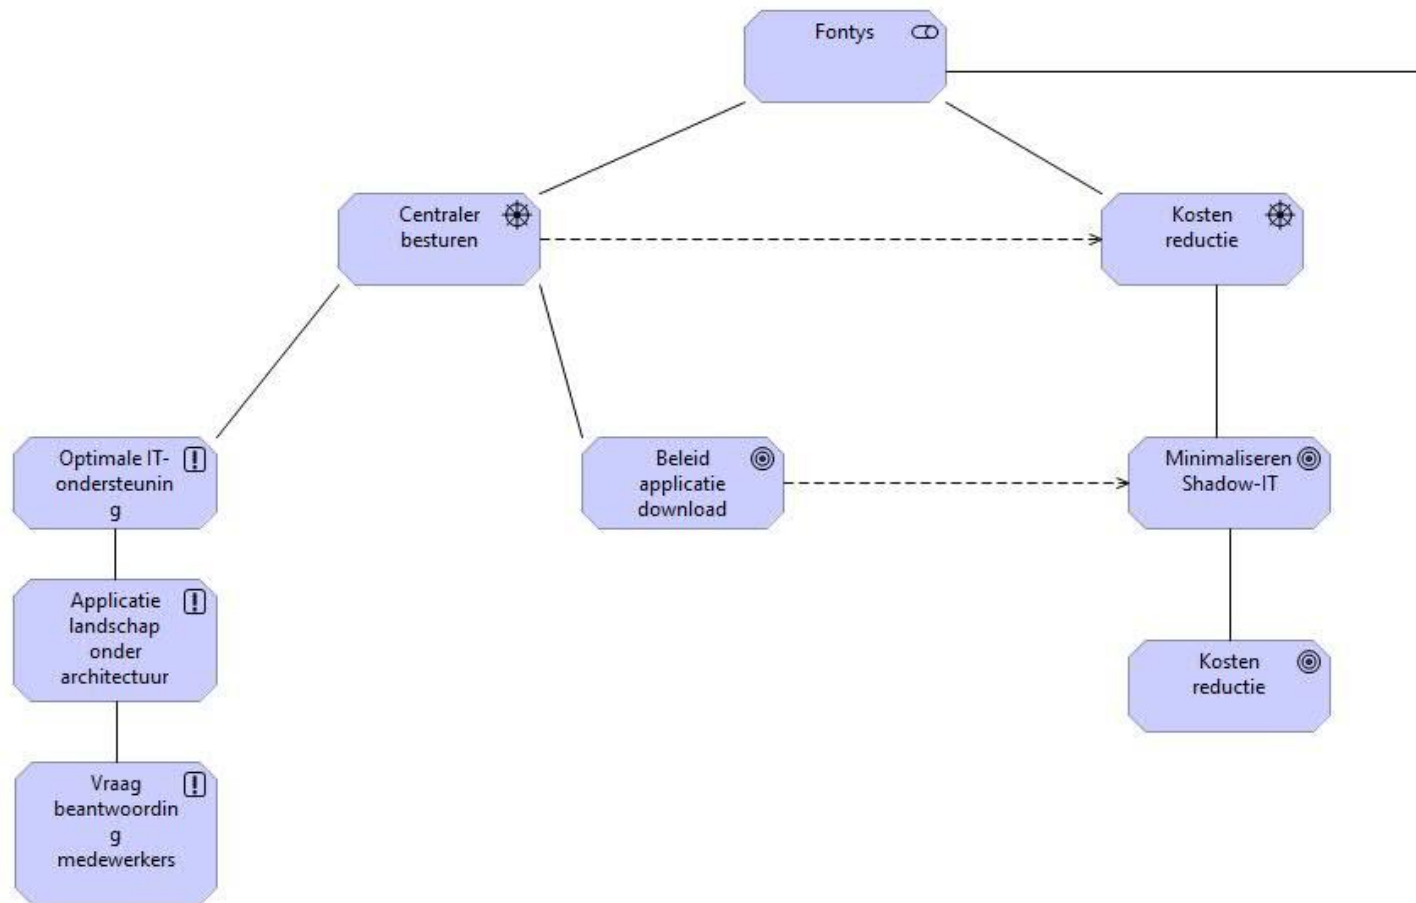 Fontys
Centraler
besturen
Kosten
reductie
Optimale IT-
ondersteunin
g
Beleid
applicatie
download
Minimaliseren
Shadow-IT
Applicatie
landschap
onder
architectuur
Kosten
reductie
Vraag
beantwoordin
g
medewerkers